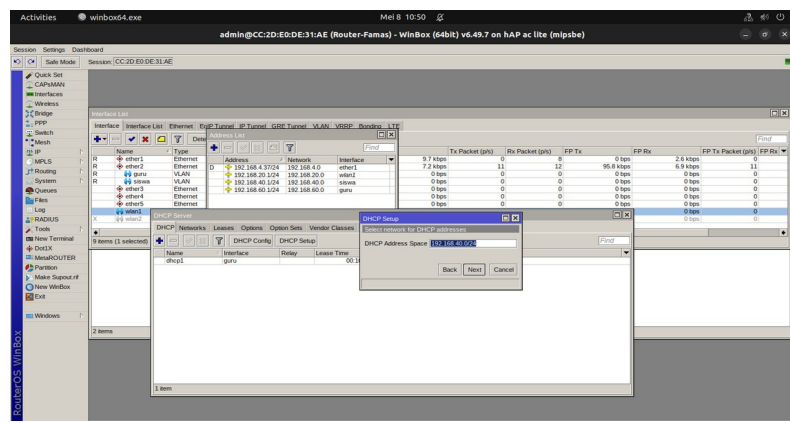 Activities winbox64.exe Mei 8 10:50
admin@CC:2D:E0:DE:31:AE (Router-Famas) - WinBox (64bit) v6.49.7 on hAP ac lite (mipsbe)
Session Settings Dashboard
Safe Mode Session: CC:2D:E0:DE:31:AE
Quick Set
CAPsMAN
Interfaces
Wireless
Bridge
PPP
Switch
Mesh
IP
MPLS
Routing
System
Queues
Files
Log
RADIUS
Tools
New Terminal
Dot1X
MetaROUTER
Partition
Make Supout.rif
New WinBox
Exit
Windows
RouterOS WinBox
Interface List
Interface Interface List Ethernet EoIP Tunnel IP Tunnel GRE Tunnel VLAN VRRP Bonding LTE
Find
Name Type Tx Packet (p/s) Rx Packet (p/s) FP Tx FP Rx FP Tx Packet (p/s) FP Rx
R ether1 Ethernet 9.7 kbps 0 8 0 bps 2.6 kbps 0
R ether2 Ethernet 7.2 kbps 11 12 95.8 kbps 6.9 kbps 11
R guru VLAN 0 bps 0 0 0 bps 0 bps 0
R siswa VLAN 0 bps 0 0 0 bps 0 bps 0
ether3 Ethernet 0 bps 0 0 0 bps 0 bps 0
ether4 Ethernet 0 bps 0 0 0 bps 0 bps 0
ether5 Ethernet 0 bps 0 0 0 bps 0 bps 0
wlan1 0 0 0 bps 0 bps 0
X wlan2 0 0 0 bps 0 bps 0
9 items (1 selected)
2 items
Address List
Find
Address Network Interface
D 192.168.4.37/24 192.168.4.0 ether1
192.168.20.1/24 192.168.20.0 wlan1
192.168.40.1/24 192.168.40.0 siswa
192.168.60.1/24 192.168.60.0 guru
DHCP Server
DHCP Networks Leases Options Option Sets Vendor Classes
DHCP Config DHCP Setup
Find
Name Interface Relay Lease Time
dhcp1 guru 00:10
1 item
DHCP Setup
Select network for DHCP addresses
DHCP Address Space: 192.168.40.0/24
Back Next Cancel